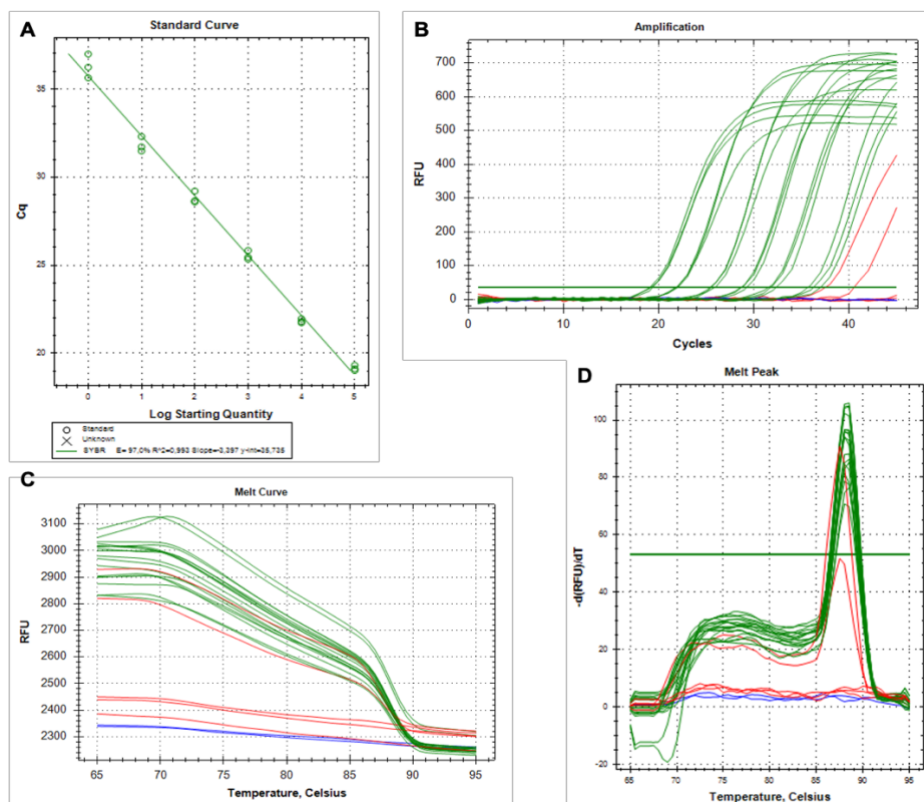 A
Standard Curve
Cq
35
30
25
20
0 1 2 3 4 5
Log Starting Quantity
Standard
Unknown
SYBR E= 97,0% R^2=0,993 Slope=-3,397 y-int=35,735
B
Amplification
RFU
700
600
500
400
300
200
100
0
0 10 20 30 40
Cycles
C
Melt Curve
RFU
3100
3000
2900
2800
2700
2600
2500
2400
2300
65 70 75 80 85 90 95
Temperature, Celsius
D
Melt Peak
-d(RFU)/dT
100
80
60
40
20
0
-20
65 70 75 80 85 90 95
Temperature, Celsius